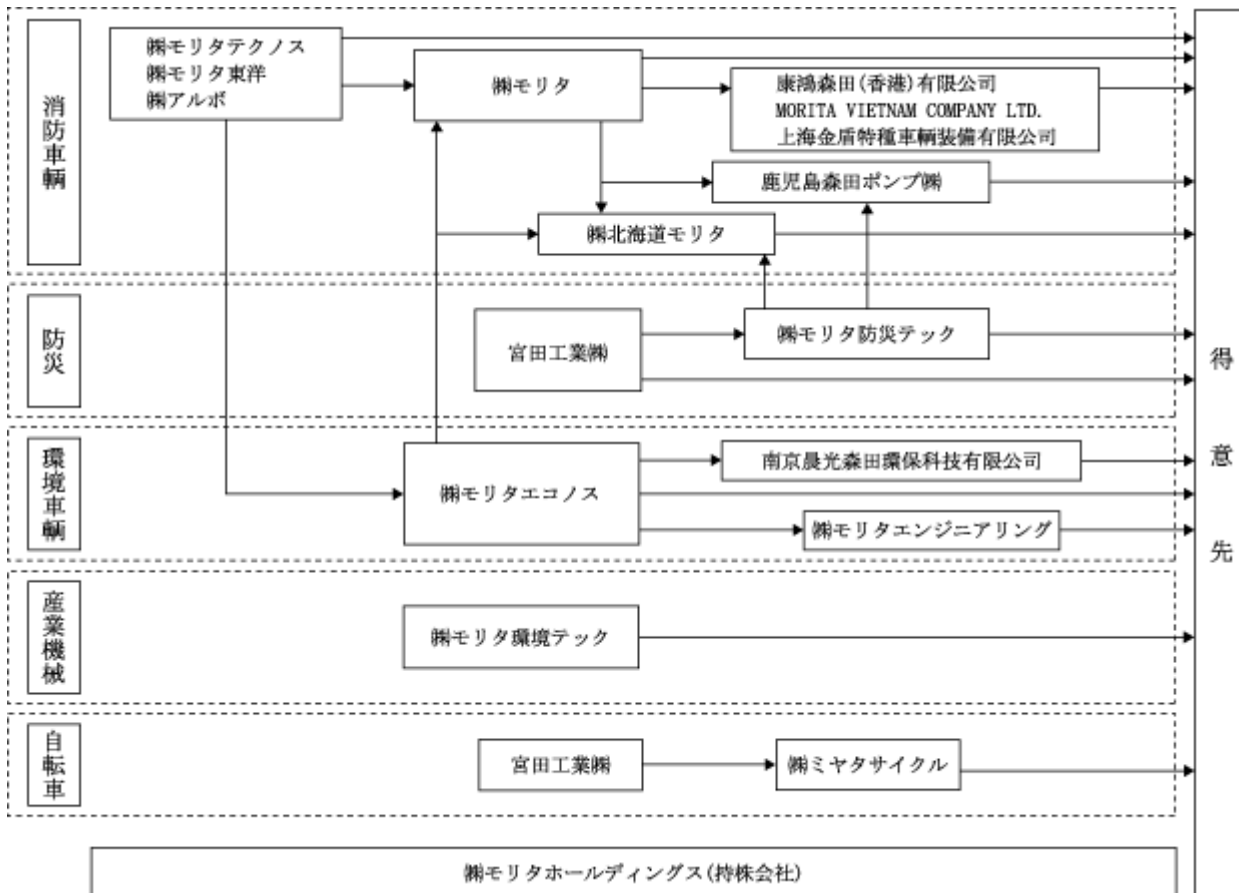 消防車輌
㈱モリタテクノス
㈱モリタ東洋
㈱アルボ
㈱モリタ
康鴻森田(香港)有限公司
MORITA VIETNAM COMPANY LTD.
上海金盾特種車輌装備有限公司
鹿児島森田ポンプ㈱
㈱北海道モリタ
防災
宮田工業㈱
㈱モリタ防災テック
環境車輌
㈱モリタエコノス
南京晨光森田環保科技有限公司
㈱モリタエンジニアリング
産業機械
㈱モリタ環境テック
自転車
宮田工業㈱
㈱ミヤタサイクル
得意先
㈱モリタホールディングス(持株会社)